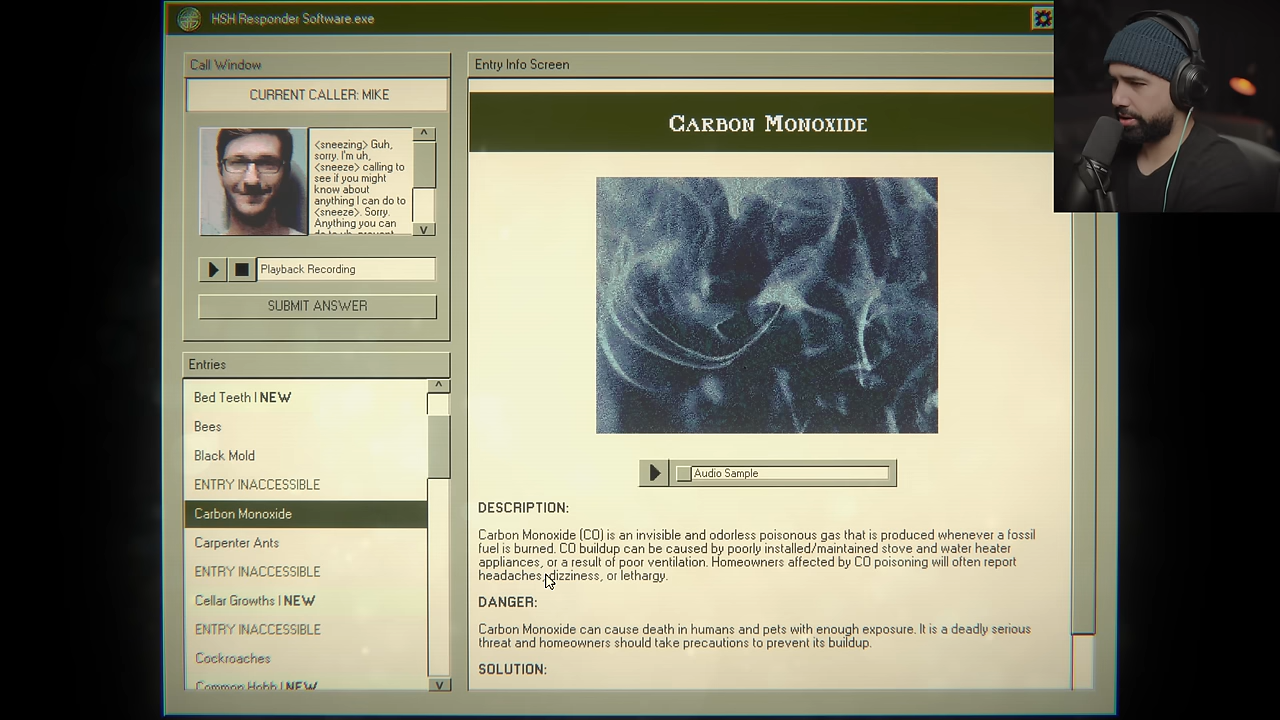 HSH Responder Software.exe
Call Window
CURRENT CALLER: MIKE
<sneezing> Guh,
sorry. I'm uh,
<sneeze> calling to
see if you might
know about
anything I can do to
<sneeze>. Sorry.
Anything you can
Playback Recording
SUBMIT ANSWER
Entries
Bed Teeth | NEW
Bees
Black Mold
ENTRY INACCESSIBLE
Carbon Monoxide
Carpenter Ants
ENTRY INACCESSIBLE
Cellar Growths | NEW
ENTRY INACCESSIBLE
Cockroaches
Common Hobb | NEW
Entry Info Screen
CARBON MONOXIDE
Audio Sample
DESCRIPTION:
Carbon Monoxide (CO) is an invisible and odorless poisonous gas that is produced whenever a fossil
fuel is burned. CO buildup can be caused by poorly installed/maintained stove and water heater
appliances, or a result of poor ventilation. Homeowners affected by CO poisoning will often report
headaches, dizziness, or lethargy.
DANGER:
Carbon Monoxide can cause death in humans and pets with enough exposure. It is a deadly serious
threat and homeowners should take precautions to prevent its buildup.
SOLUTION: